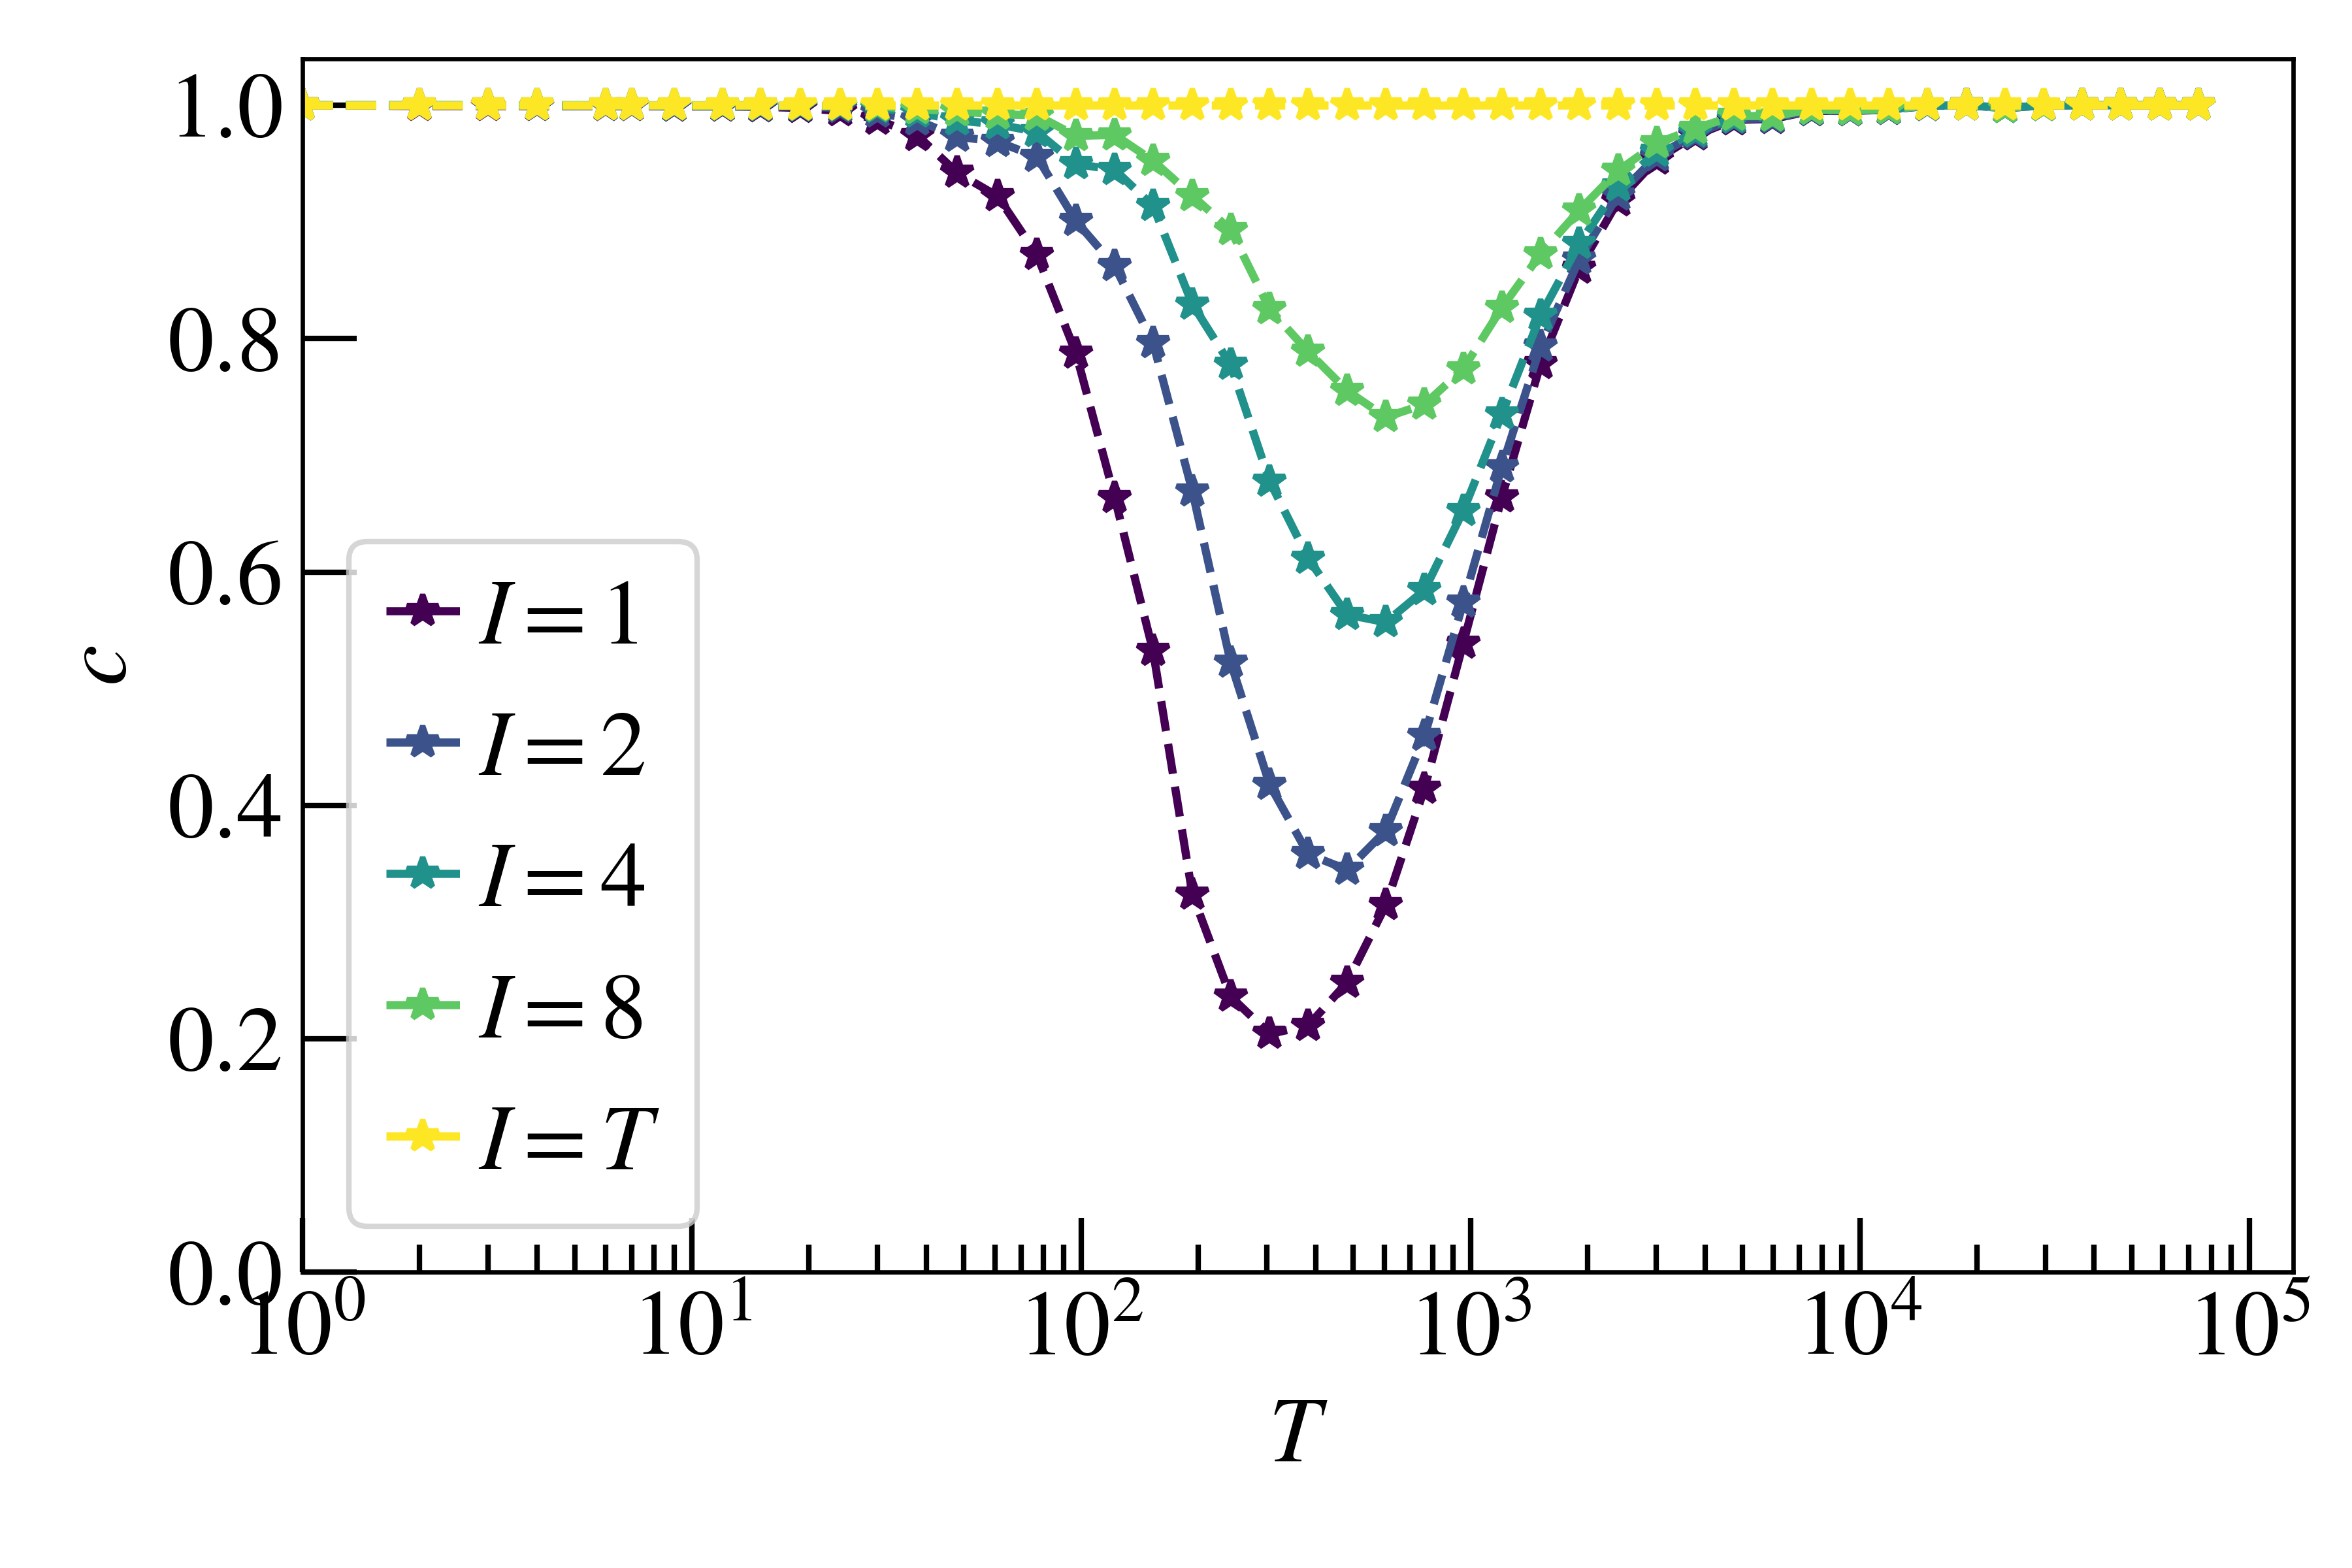 1.0
0.8
0.6
0.4
0.2
0.0
c
I = 1
I = 2
I = 4
I = 8
I = T
10⁰ 10¹ 10² 10³ 10⁴ 10⁵
T